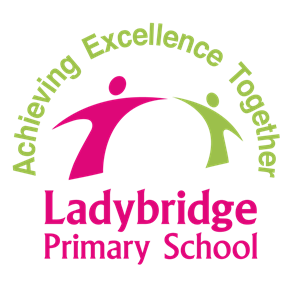 Achieving Excellence Together
Ladybridge
Primary School